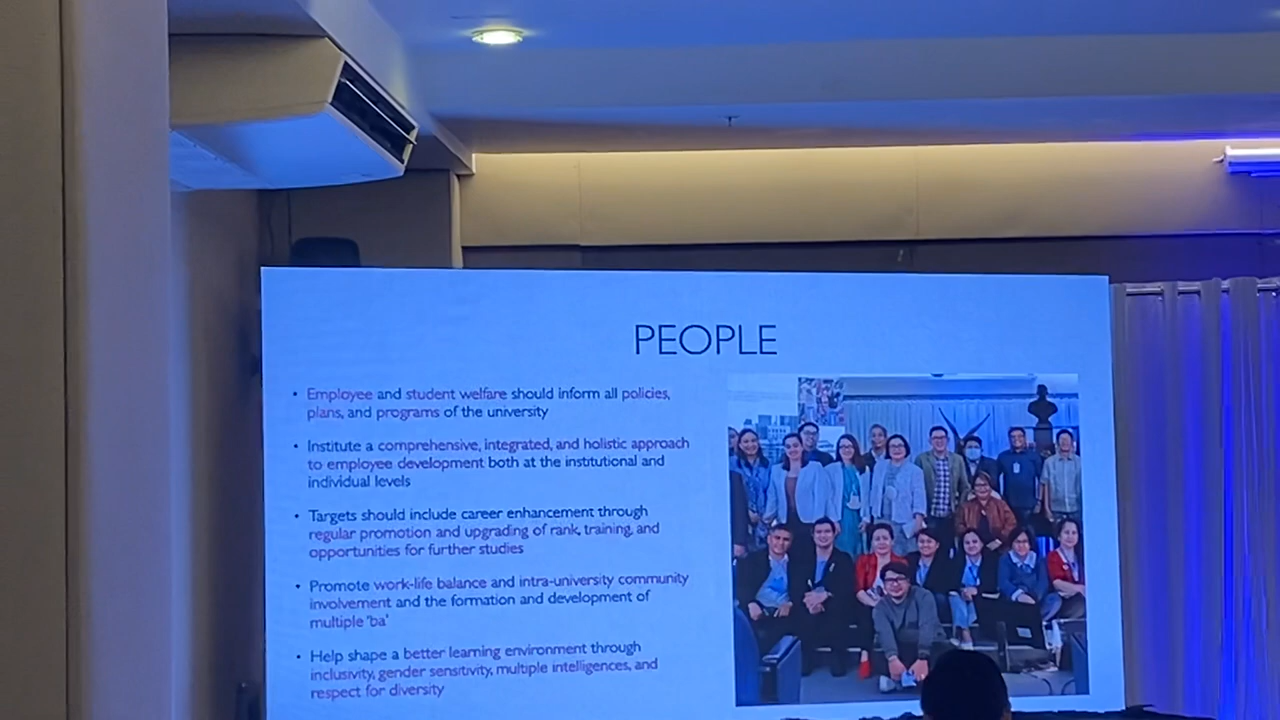 PEOPLE
• Employee and student welfare should inform all policies,
plans, and programs of the university
• Institute a comprehensive, integrated, and holistic approach
to employee development both at the institutional and
individual levels
• Targets should include career enhancement through
regular promotion and upgrading of rank, training, and
opportunities for further studies
• Promote work-life balance and intra-university community
involvement and the formation and development of
multiple 'ba'
• Help shape a better learning environment through
inclusivity, gender sensitivity, multiple intelligences, and
respect for diversity